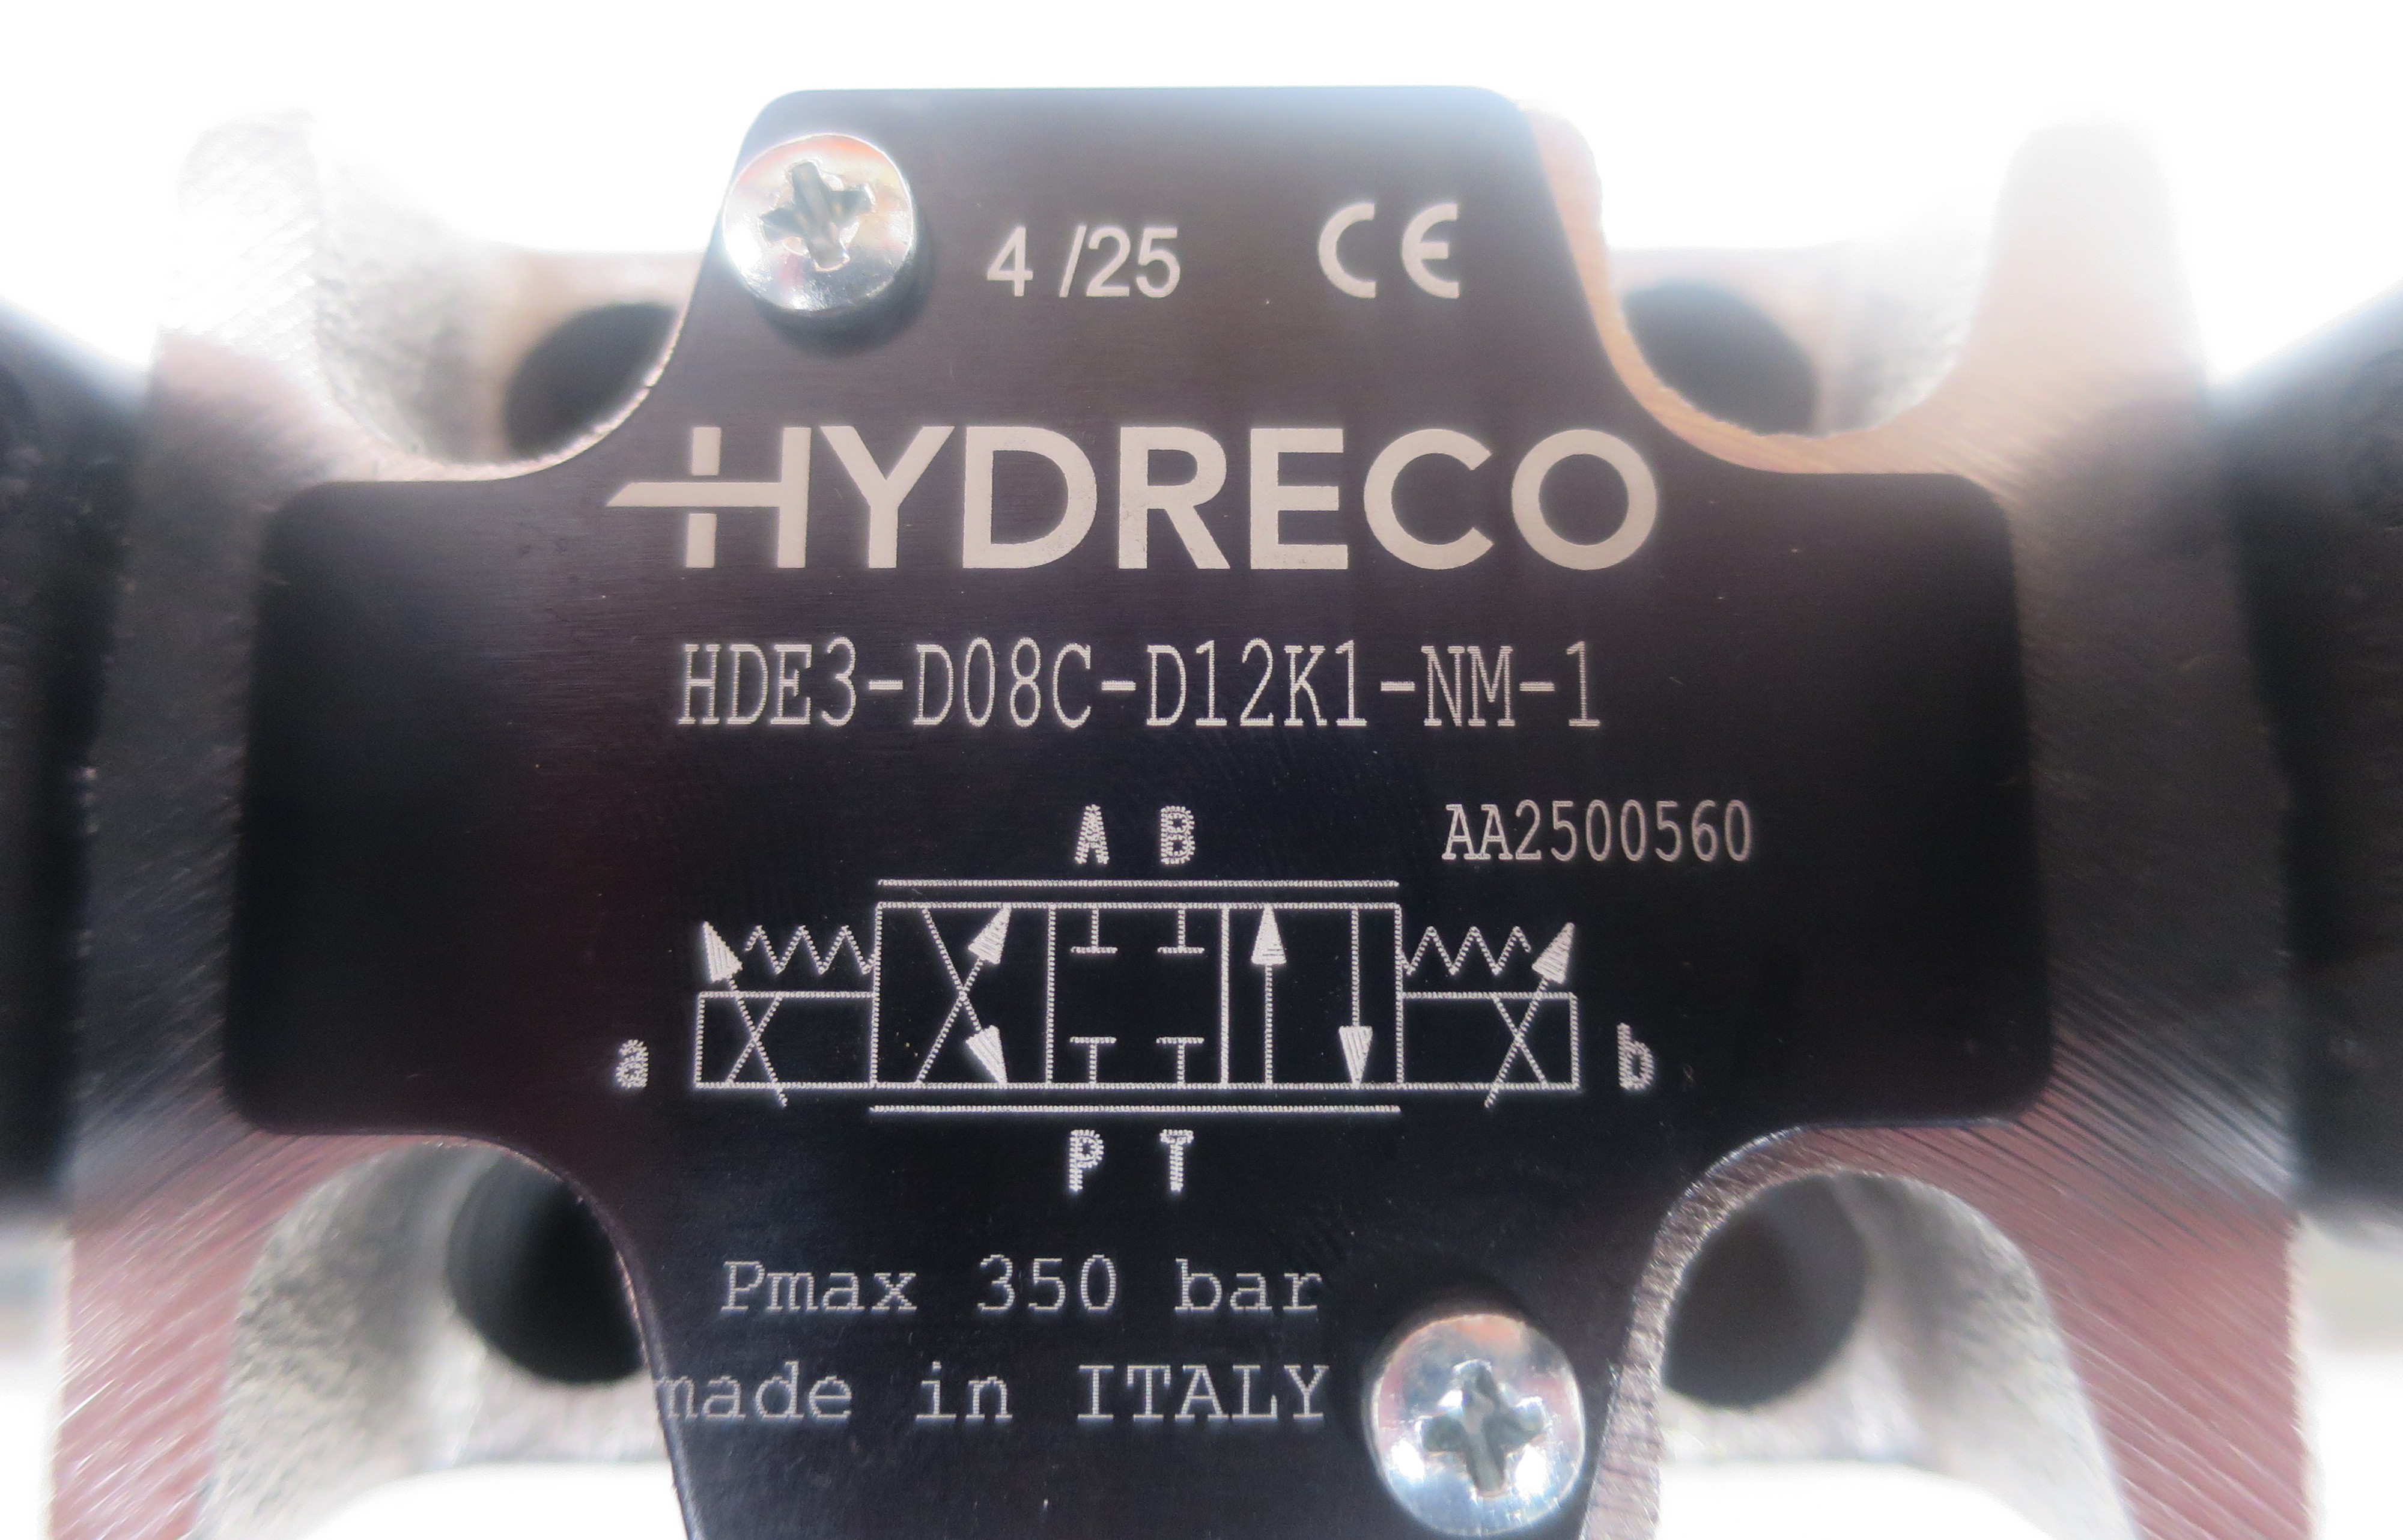 4 /25 CE
HYDRECO
HDE3-D08C-D12K1-NM-1
AA2500560
A B
a b
P T
Pmax 350 bar
made in ITALY